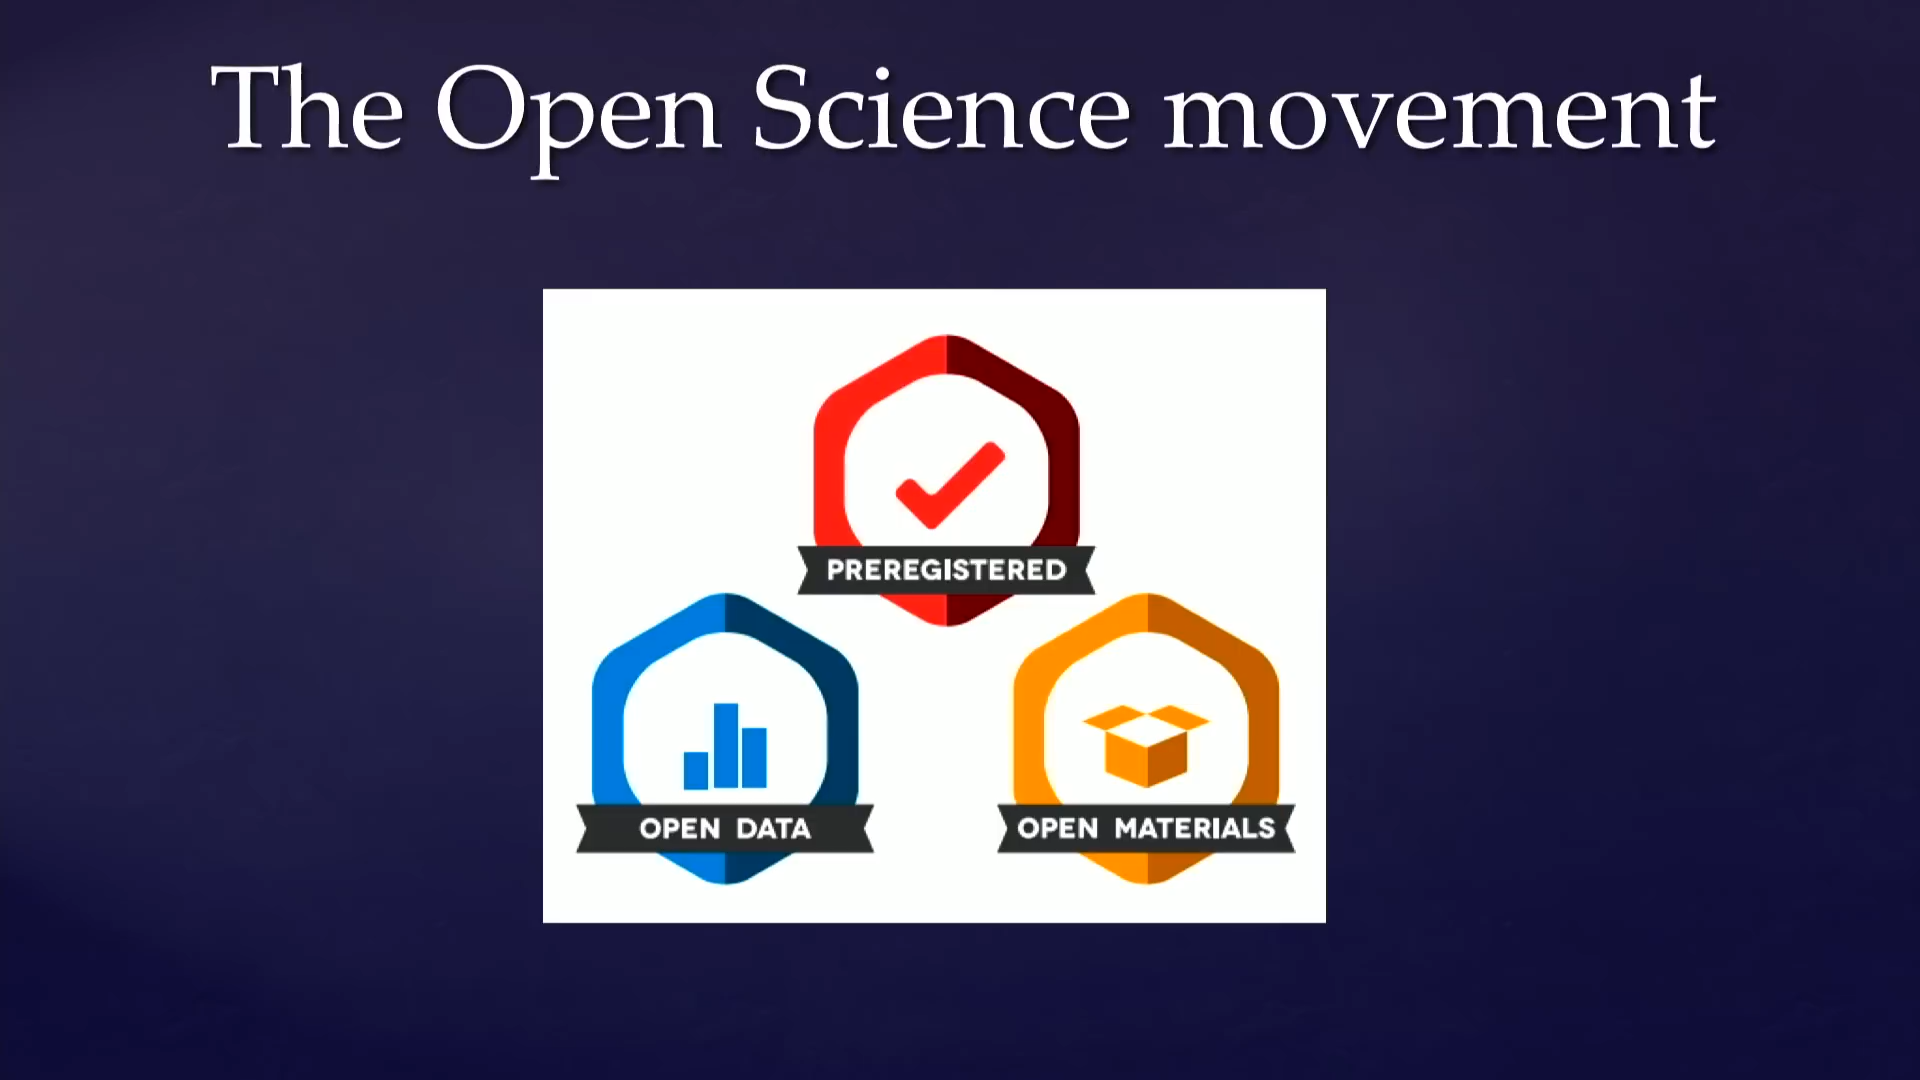 The Open Science movement
PREREGISTERED
OPEN DATA
OPEN MATERIALS